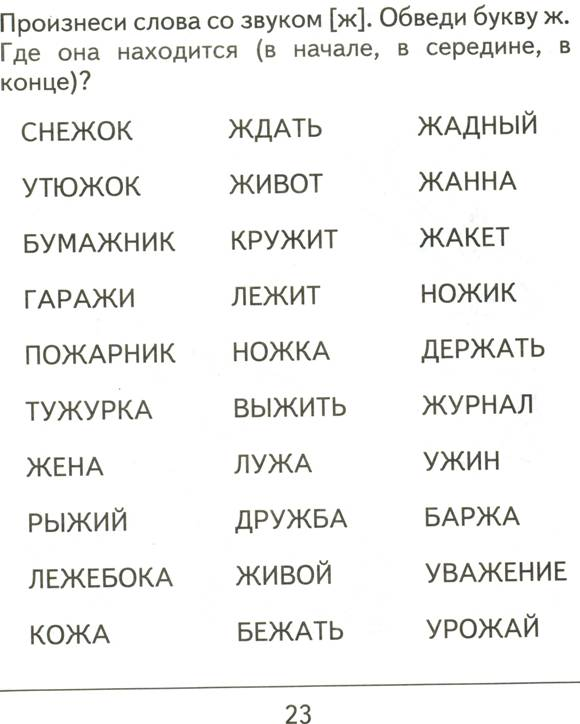 Произнеси слова со звуком [ж]. Обведи букву ж.
Где она находится (в начале, в середине, в
конце)?
СНЕЖОК ЖДАТЬ ЖАДНЫЙ
УТЮЖОК ЖИВОТ ЖАННА
БУМАЖНИК КРУЖИТ ЖАКЕТ
ГАРАЖИ ЛЕЖИТ НОЖИК
ПОЖАРНИК НОЖКА ДЕРЖАТЬ
ТУЖУРКА ВЫЖИТЬ ЖУРНАЛ
ЖЕНА ЛУЖА УЖИН
РЫЖИЙ ДРУЖБА БАРЖА
ЛЕЖЕБОКА ЖИВОЙ УВАЖЕНИЕ
КОЖА БЕЖАТЬ УРОЖАЙ
23